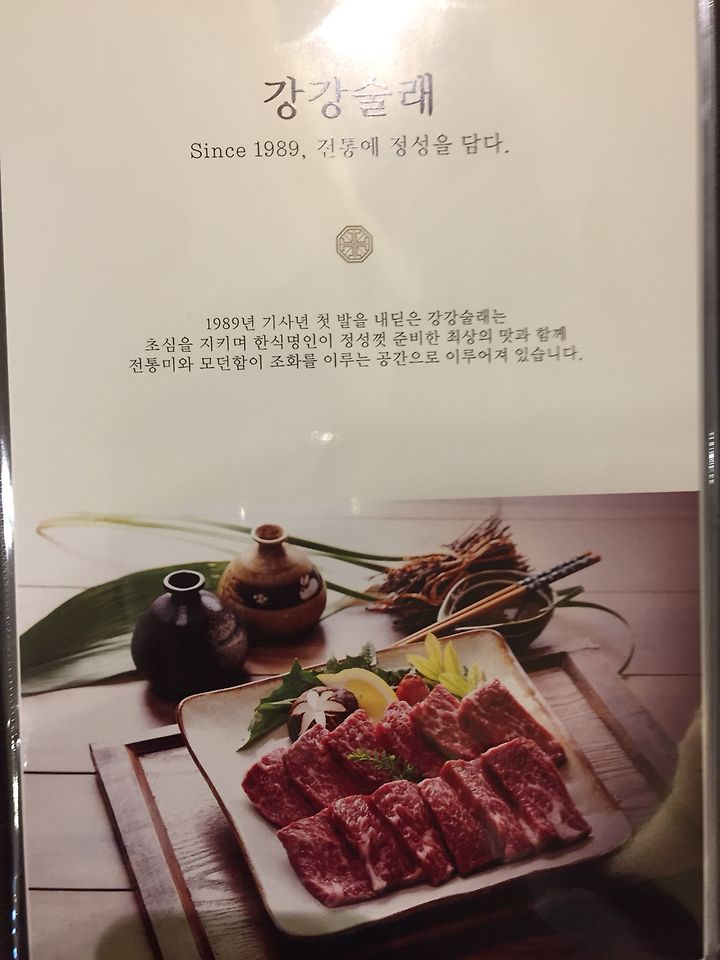 강강술래
Since 1989, 전통에 정성을 담다.
1989년 기사년 첫 발을 내딛은 강강술래는
초심을 지키며 한식명인이 정성껏 준비한 최상의 맛과 함께
전통미와 모던함이 조화를 이루는 공간으로 이루어져 있습니다.